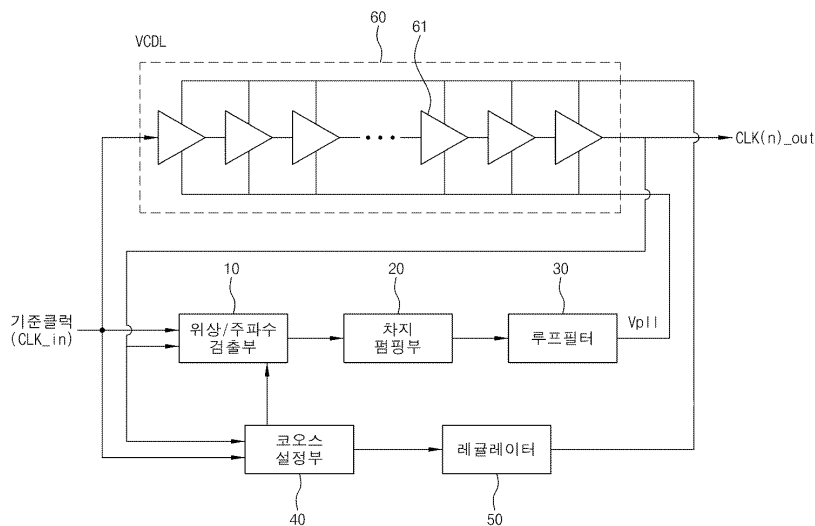 VCDL
60
61
CLK(n)_out
기준클럭
(CLK_in)
10
위상/주파수
검출부
20
차지
펌핑부
30
루프필터
Vpll
코오스
설정부
40
레귤레이터
50